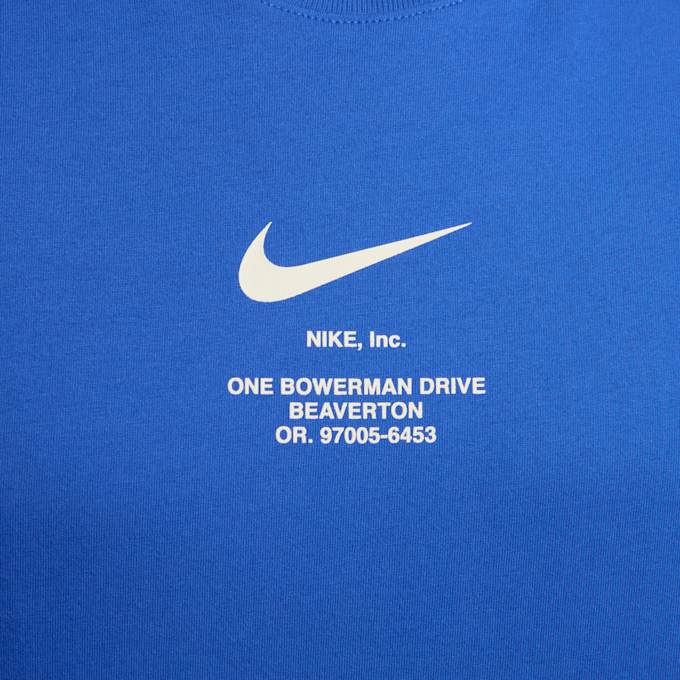 NIKE, Inc.
ONE BOWERMAN DRIVE
BEAVERTON
OR. 97005-6453